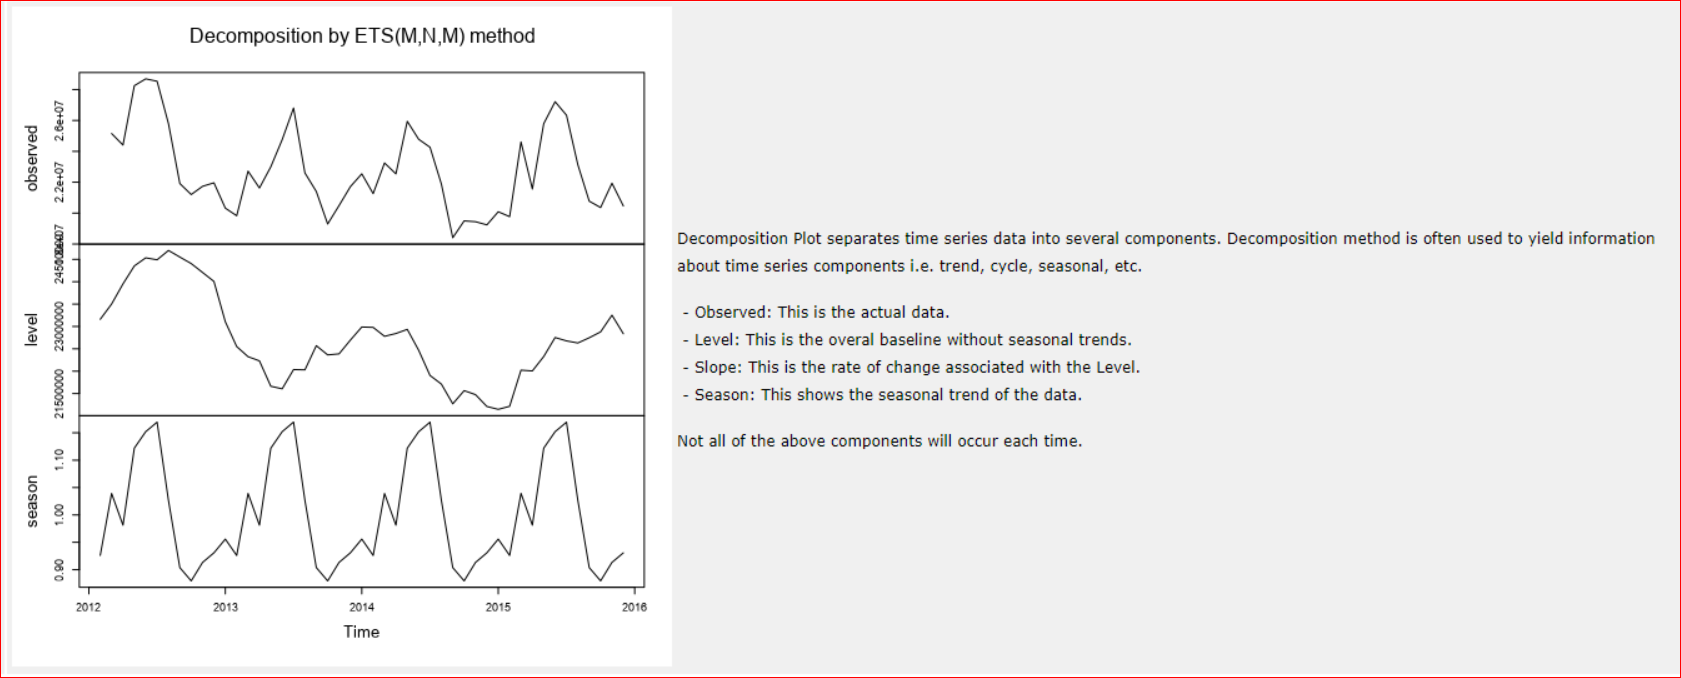 Decomposition by ETS(M,N,M) method
observed
2.6e+07
2.2e+07
level
23000000
21500000
season
1.10
1.00
0.90
2012 2013 2014 2015 2016
Time
Decomposition Plot separates time series data into several components. Decomposition method is often used to yield information
about time series components i.e. trend, cycle, seasonal, etc.
- Observed: This is the actual data.
- Level: This is the overal baseline without seasonal trends.
- Slope: This is the rate of change associated with the Level.
- Season: This shows the seasonal trend of the data.
Not all of the above components will occur each time.